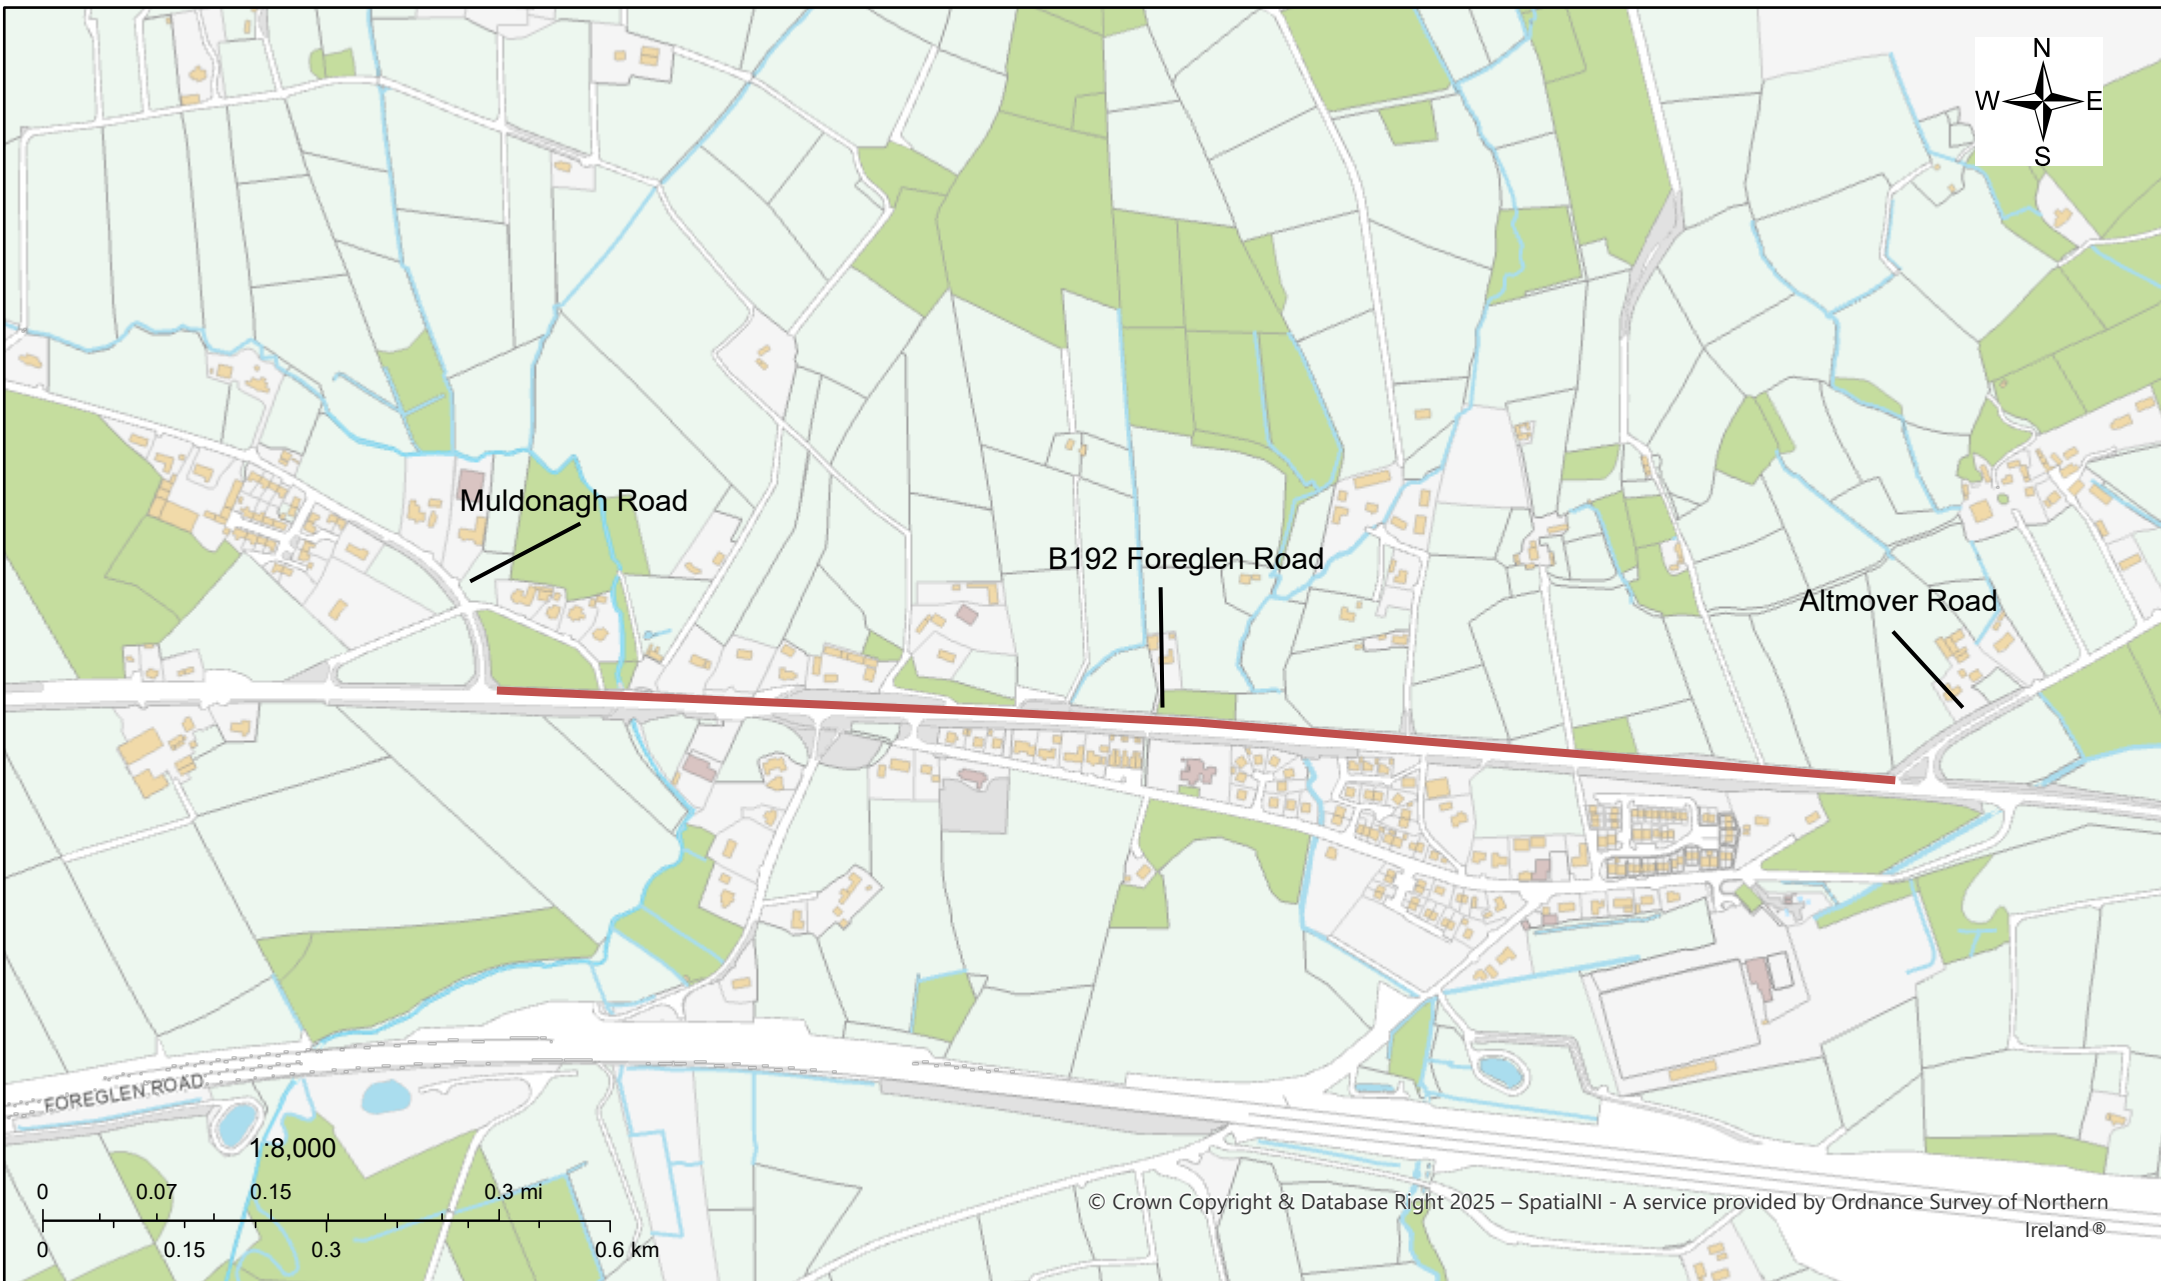 N
W E
S
Muldonagh Road
B192 Foreglen Road
Altmover Road
FOREGLEN ROAD
1:8,000
0 0.07 0.15 0.3 mi
0 0.15 0.3 0.6 km
© Crown Copyright & Database Right 2025 – SpatialNI - A service provided by Ordnance Survey of Northern
Ireland®